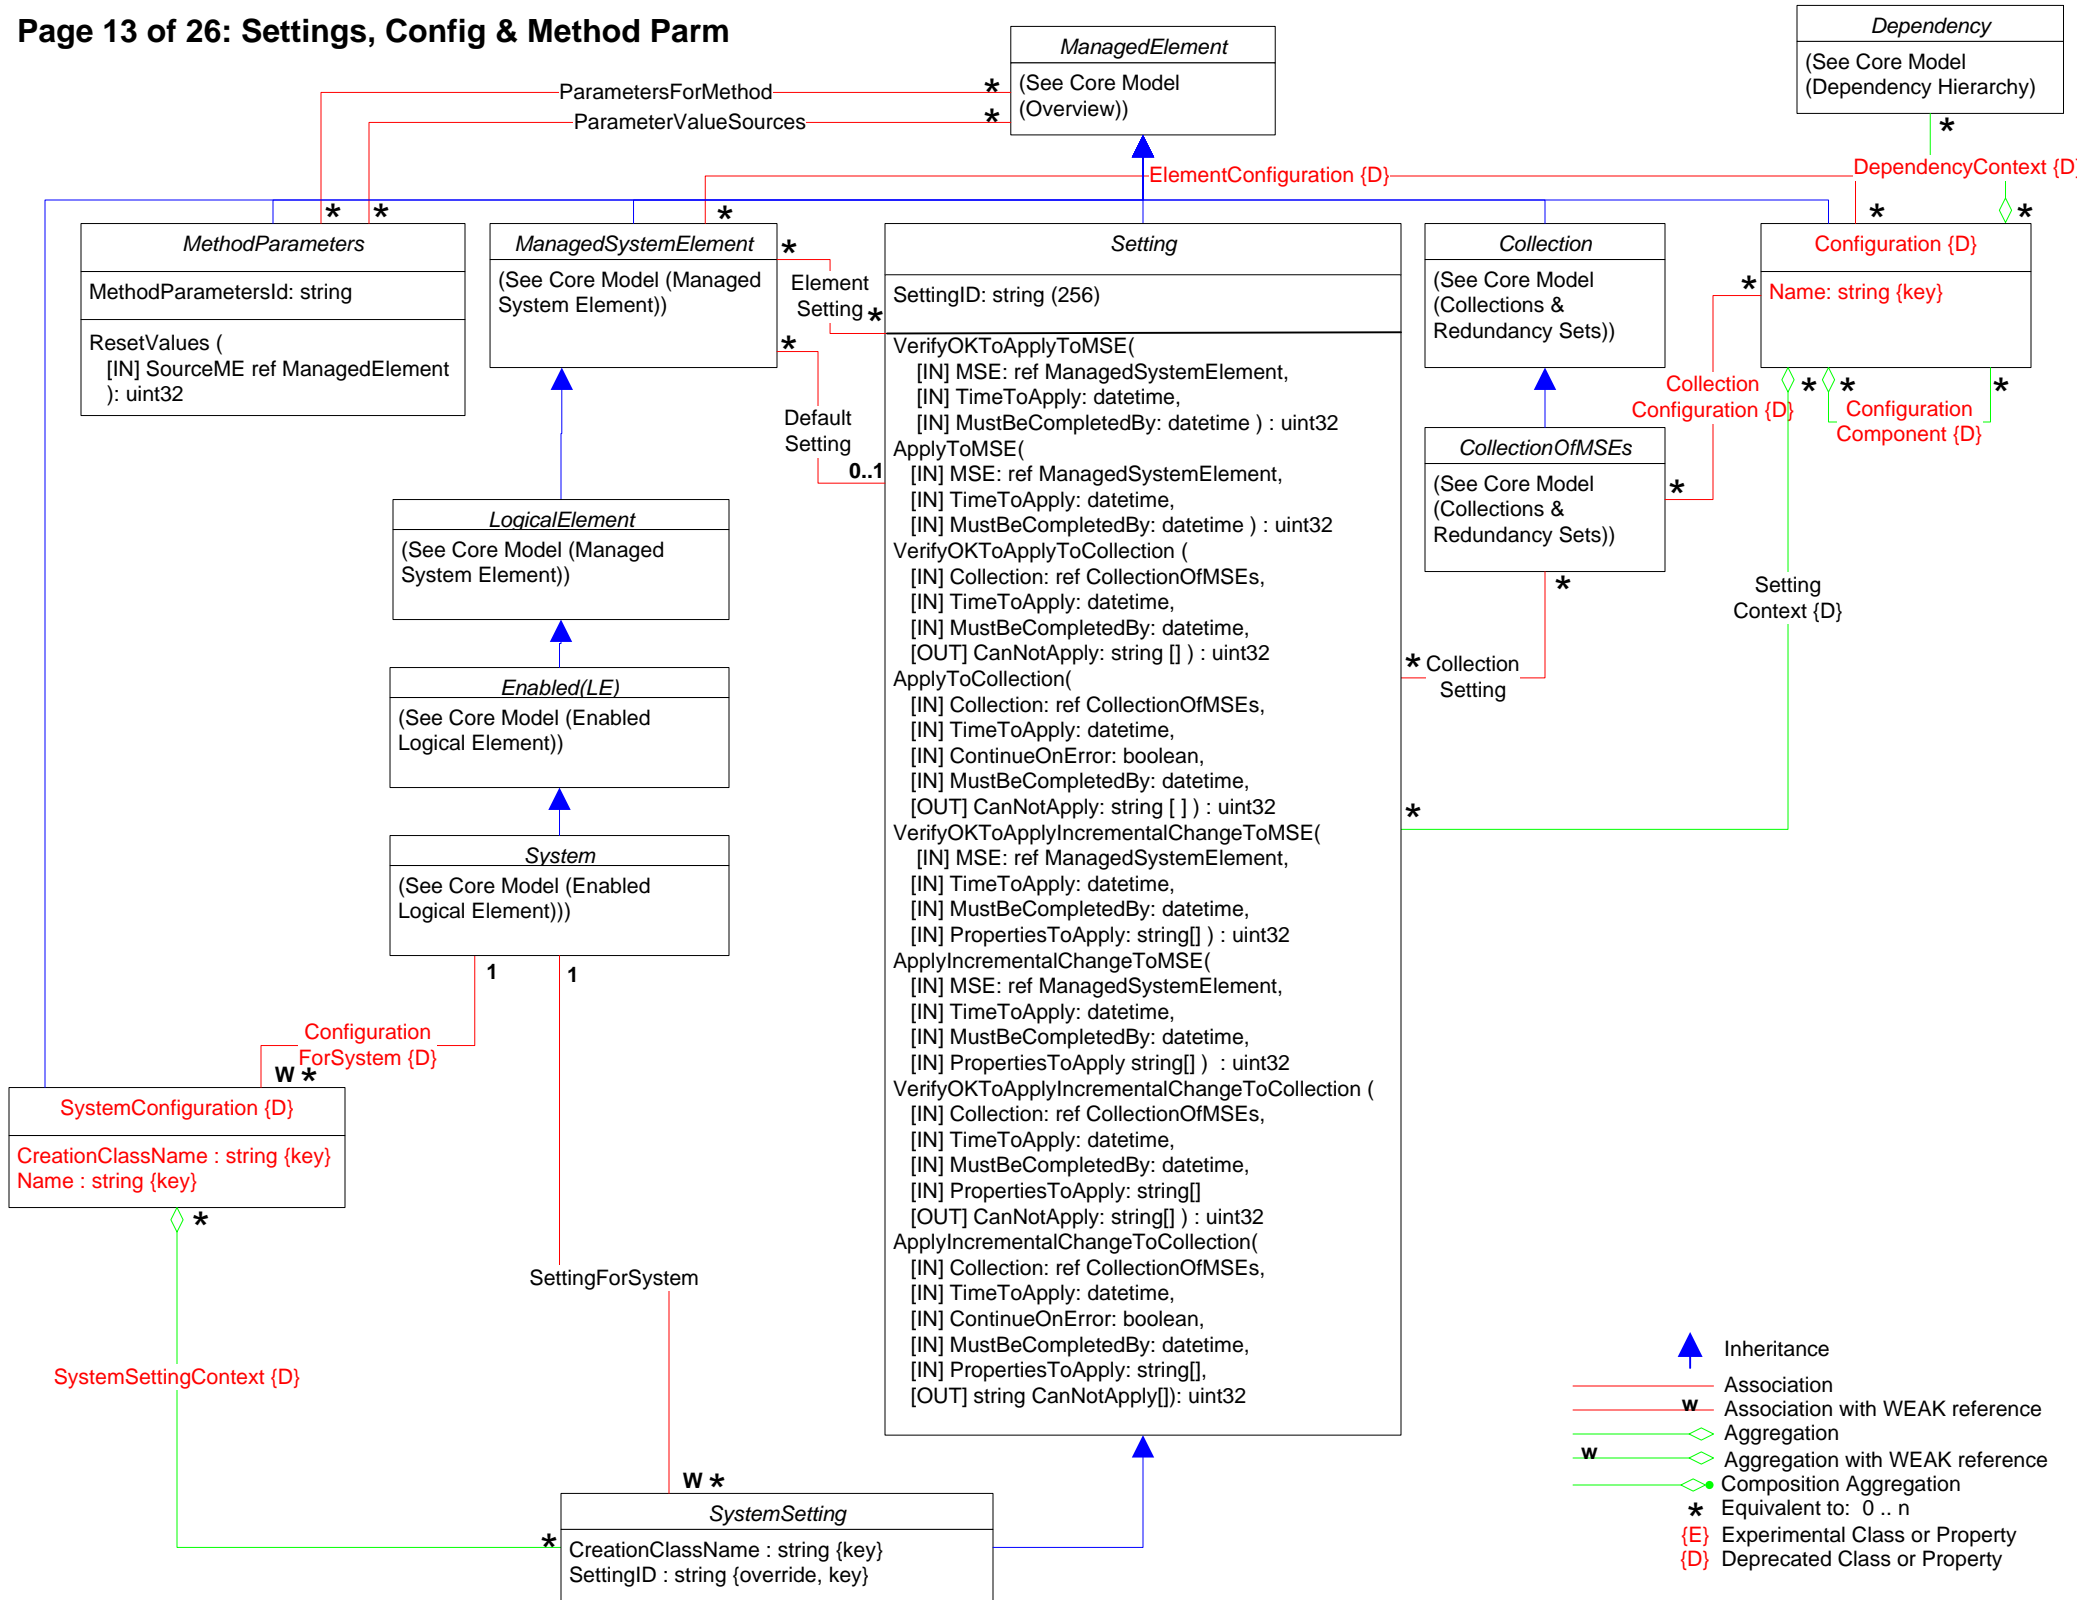 Page 13 of 26: Settings, Config & Method Parm
ManagedElement
(See Core Model
(Overview))
Dependency
(See Core Model
(Dependency Hierarchy)
*
ParametersForMethod
*
ParameterValueSources
*
ElementConfiguration {D}
DependencyContext {D}
*
*
*
*
*
MethodParameters
MethodParametersId: string
ResetValues (
[IN] SourceME ref ManagedElement
): uint32
ManagedSystemElement
(See Core Model (Managed
System Element))
*
Element
Setting
*
*
Default
Setting
0..1
Setting
SettingID: string (256)
VerifyOKToApplyToMSE(
[IN] MSE: ref ManagedSystemElement,
[IN] TimeToApply: datetime,
[IN] MustBeCompletedBy: datetime ) : uint32
ApplyToMSE(
[IN] MSE: ref ManagedSystemElement,
[IN] TimeToApply: datetime,
[IN] MustBeCompletedBy: datetime ) : uint32
VerifyOKToApplyToCollection (
[IN] Collection: ref CollectionOfMSEs,
[IN] TimeToApply: datetime,
[IN] MustBeCompletedBy: datetime,
[OUT] CanNotApply: string [] ) : uint32
ApplyToCollection(
[IN] Collection: ref CollectionOfMSEs,
[IN] TimeToApply: datetime,
[IN] ContinueOnError: boolean,
[IN] MustBeCompletedBy: datetime,
[OUT] CanNotApply: string [ ] ) : uint32
VerifyOKToApplyIncrementalChangeToMSE(
[IN] MSE: ref ManagedSystemElement,
[IN] TimeToApply: datetime,
[IN] MustBeCompletedBy: datetime,
[IN] PropertiesToApply: string[] ) : uint32
ApplyIncrementalChangeToMSE(
[IN] MSE: ref ManagedSystemElement,
[IN] TimeToApply: datetime,
[IN] MustBeCompletedBy: datetime,
[IN] PropertiesToApply string[] ) : uint32
VerifyOKToApplyIncrementalChangeToCollection (
[IN] Collection: ref CollectionOfMSEs,
[IN] TimeToApply: datetime,
[IN] MustBeCompletedBy: datetime,
[IN] PropertiesToApply: string[]
[OUT] CanNotApply: string[] ) : uint32
ApplyIncrementalChangeToCollection(
[IN] Collection: ref CollectionOfMSEs,
[IN] TimeToApply: datetime,
[IN] ContinueOnError: boolean,
[IN] MustBeCompletedBy: datetime,
[IN] PropertiesToApply: string[],
[OUT] string CanNotApply[]): uint32
Collection
(See Core Model
(Collections &
Redundancy Sets))
Configuration {D}
Name: string {key}
*
Collection
Configuration {D}
*
*
*
*
Configuration
Component {D}
CollectionOfMSEs
(See Core Model
(Collections &
Redundancy Sets))
*
Setting
Context {D}
*
Collection
Setting
*
LogicalElement
(See Core Model (Managed
System Element))
Enabled(LE)
(See Core Model (Enabled
Logical Element))
System
(See Core Model (Enabled
Logical Element)))
1
1
Configuration
ForSystem {D}
W *
SystemConfiguration {D}
CreationClassName : string {key}
Name : string {key}
*
SettingForSystem
SystemSettingContext {D}
W *
*
SystemSetting
CreationClassName : string {key}
SettingID : string {override, key}
Inheritance
Association
w Association with WEAK reference
Aggregation
w Aggregation with WEAK reference
Composition Aggregation
* Equivalent to: 0 .. n
{E} Experimental Class or Property
{D} Deprecated Class or Property